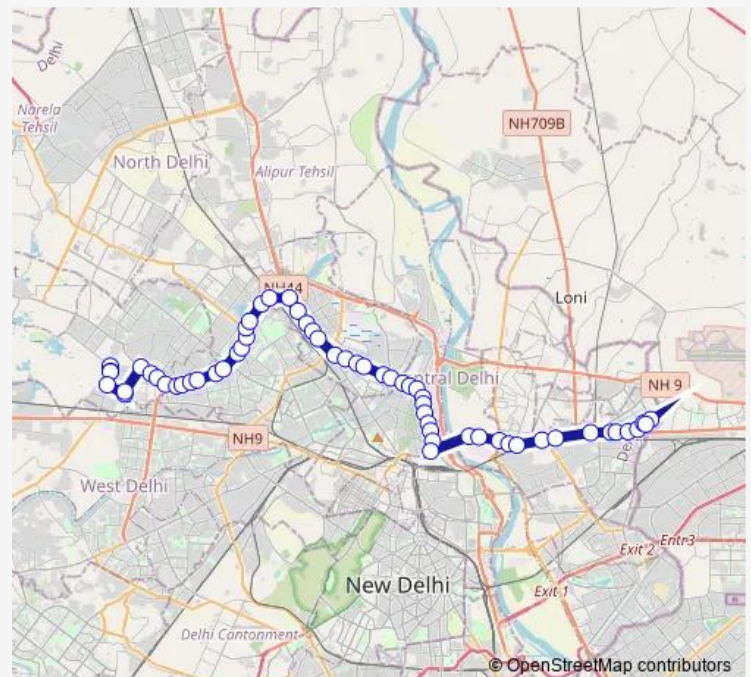 Delhi
Narela
Tehsil
NH709B
North Delhi
Alipur Tehsil
NH44
Loni
Central Delhi
NH 9
NH9
West Delhi
Entr3
Exit 2
New Delhi
Exit 1
Delhi Cantonment
© OpenStreetMap contributors